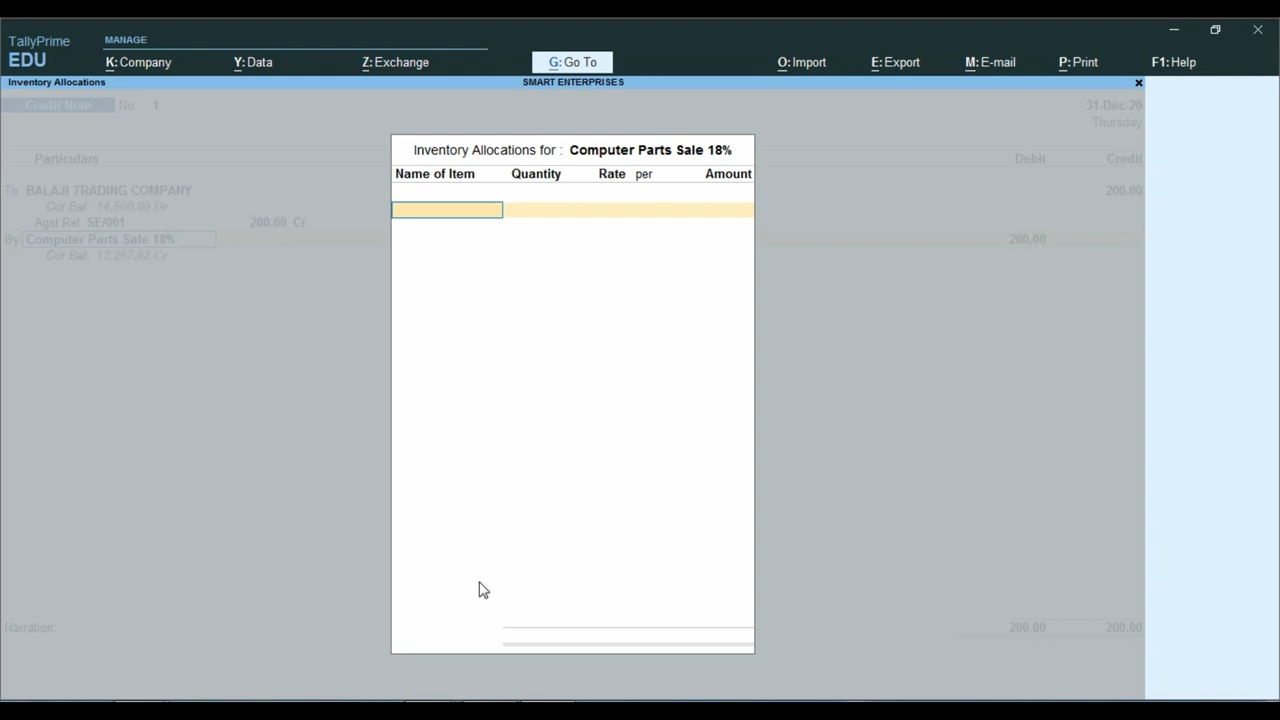 TallyPrime
EDU
MANAGE
K: Company
Y: Data
Z: Exchange
G: Go To
O: Import
E: Export
M: E-mail
P: Print
F1: Help
Inventory Allocations
SMART ENTERPRISES
Credit Note No. 1
31-Dec-20
Thursday
Particulars
Debit
Credit
To BALAJI TRADING COMPANY
200.00
Cur Bal: 14,500.00 Dr
Agst Ref SE/001 200.00 Cr
By Computer Parts Sale 18%
200.00
Cur Bal: 12,257.62 Cr
Inventory Allocations for : Computer Parts Sale 18%
Name of Item Quantity Rate per Amount
Narration:
200.00 200.00